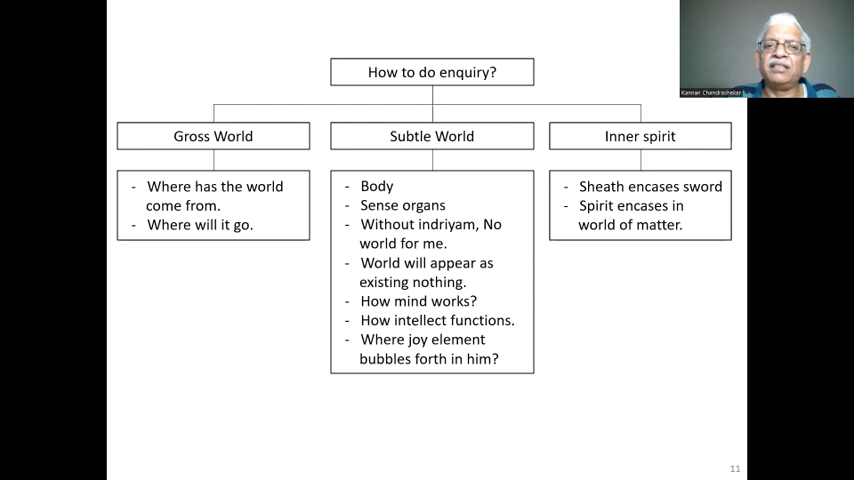 Kannan Chandrashekar
How to do enquiry?
Gross World
Subtle World
Inner spirit
- Where has the world
come from.
- Where will it go.
- Body
- Sense organs
- Without indriyam, No
world for me.
- World will appear as
existing nothing.
- How mind works?
- How intellect functions.
- Where joy element
bubbles forth in him?
- Sheath encases sword
- Spirit encases in
world of matter.
11